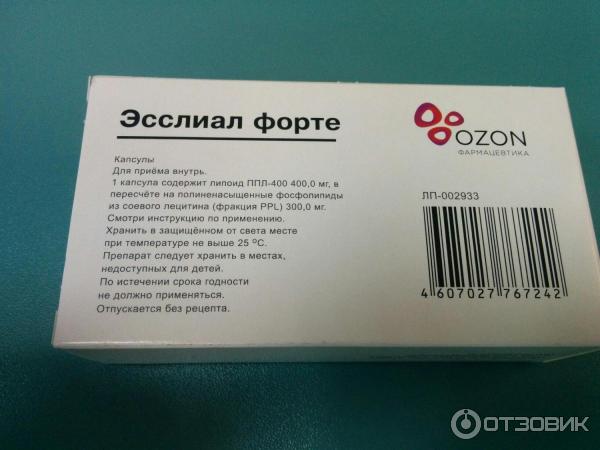 Эсслиал форте
OZON
ФАРМАЦЕВТИКА
Капсулы
Для приёма внутрь.
1 капсула содержит липоид ППЛ-400 400,0 мг, в
пересчёте на полиненасыщенные фосфолипиды
из соевого лецитина (фракция PPL) 300,0 мг.
Смотри инструкцию по применению.
Хранить в защищённом от света месте
при температуре не выше 25 ⁰С.
Препарат следует хранить в местах,
недоступных для детей.
По истечении срока годности
не должно применяться.
Отпускается без рецепта.
ЛП-002933
4 607027 767242
ОТЗОВИК